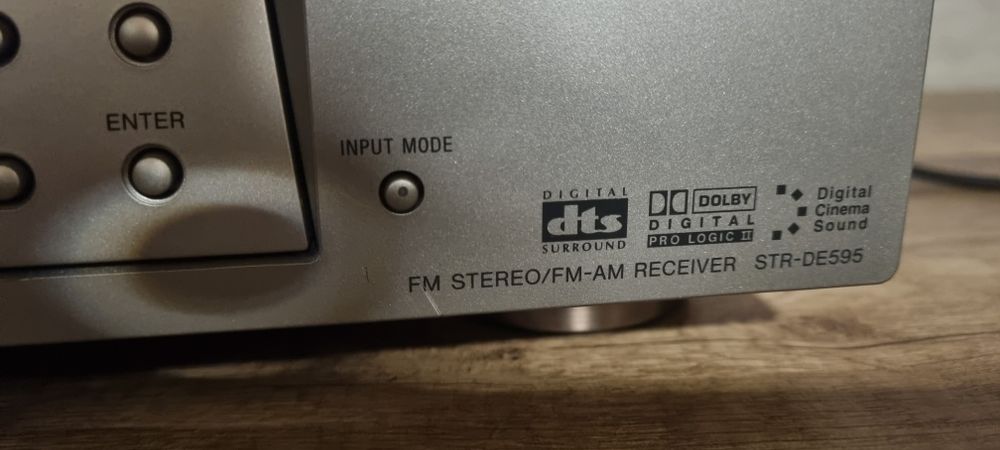 ENTER
INPUT MODE
DIGITAL
dts
SURROUND
DOLBY
DIGITAL
PRO LOGIC II
Digital
Cinema
Sound
FM STEREO/FM-AM RECEIVER STR-DE595